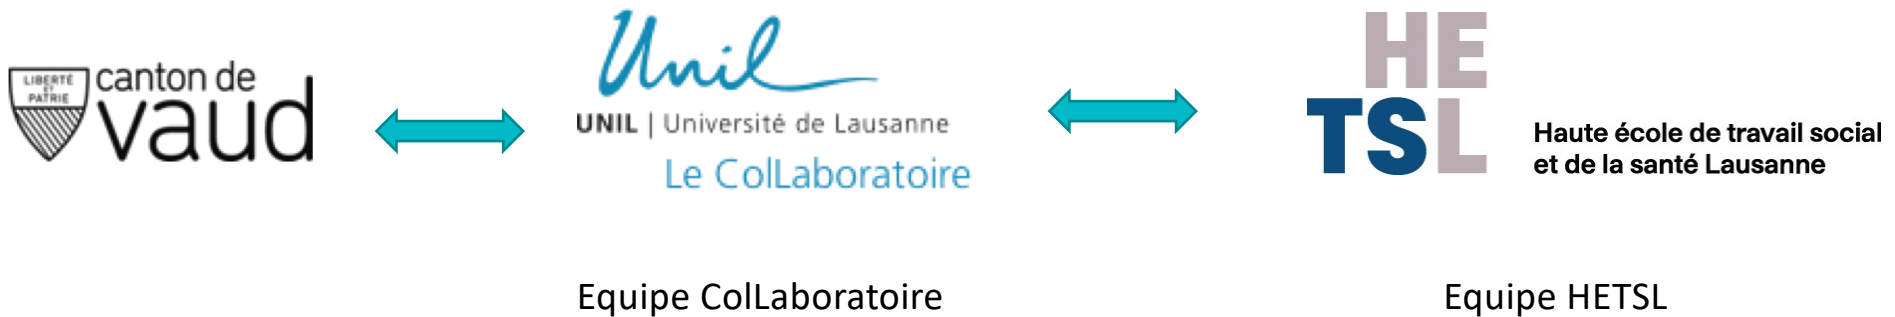 LIBERTÉ
ET
PATRIE
canton de
vaud
Unil
UNIL | Université de Lausanne
Le ColLaboratoire
HE
TSL
Haute école de travail social
et de la santé Lausanne
Equipe ColLaboratoire
Equipe HETSL